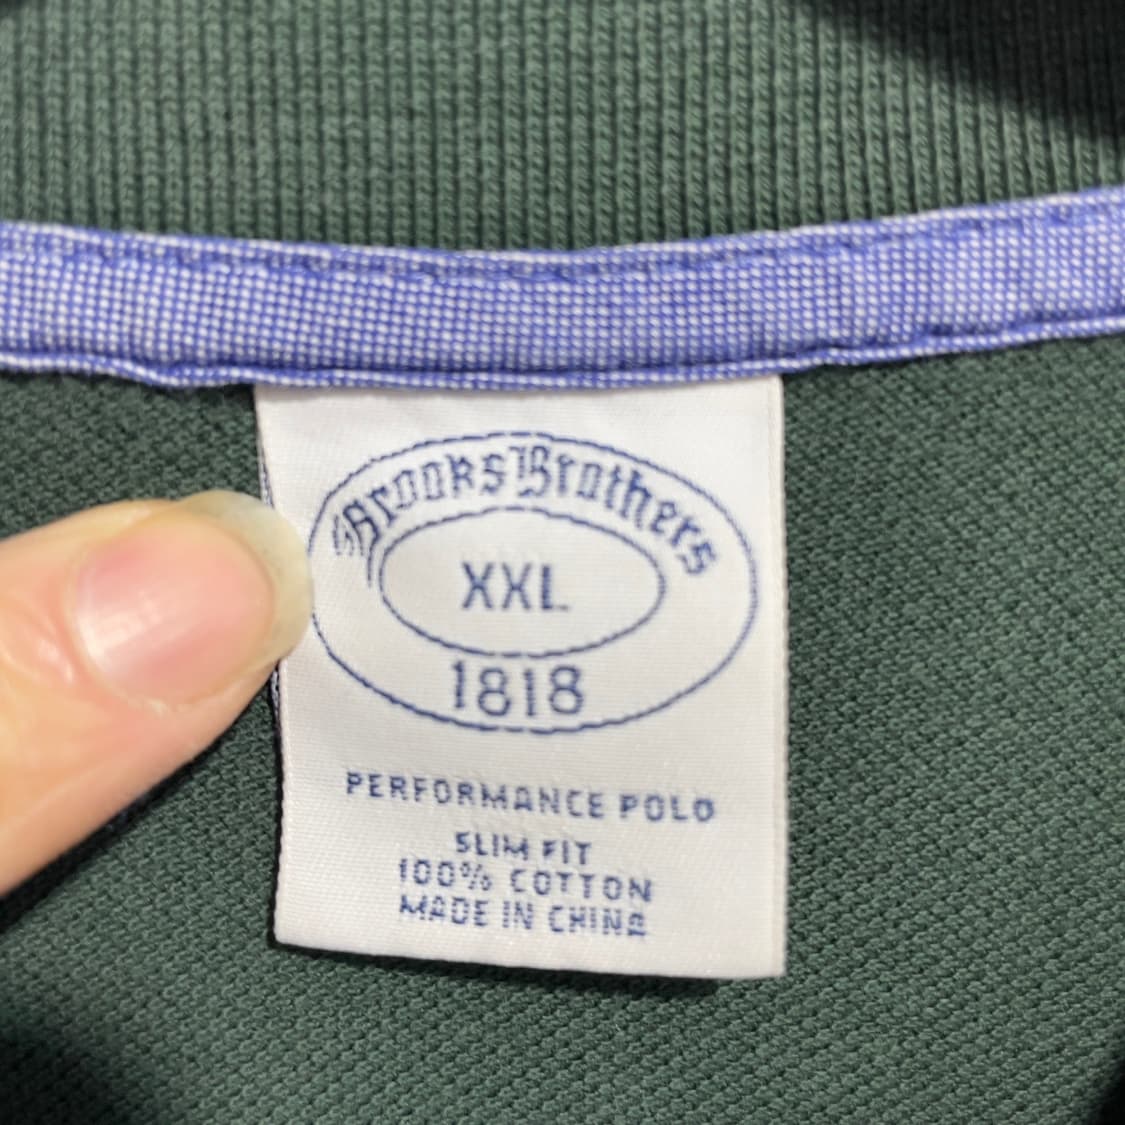 Brooks Brothers
XXL
1818
PERFORMANCE POLO
SLIM FIT
100% COTTON
MADE IN CHINA